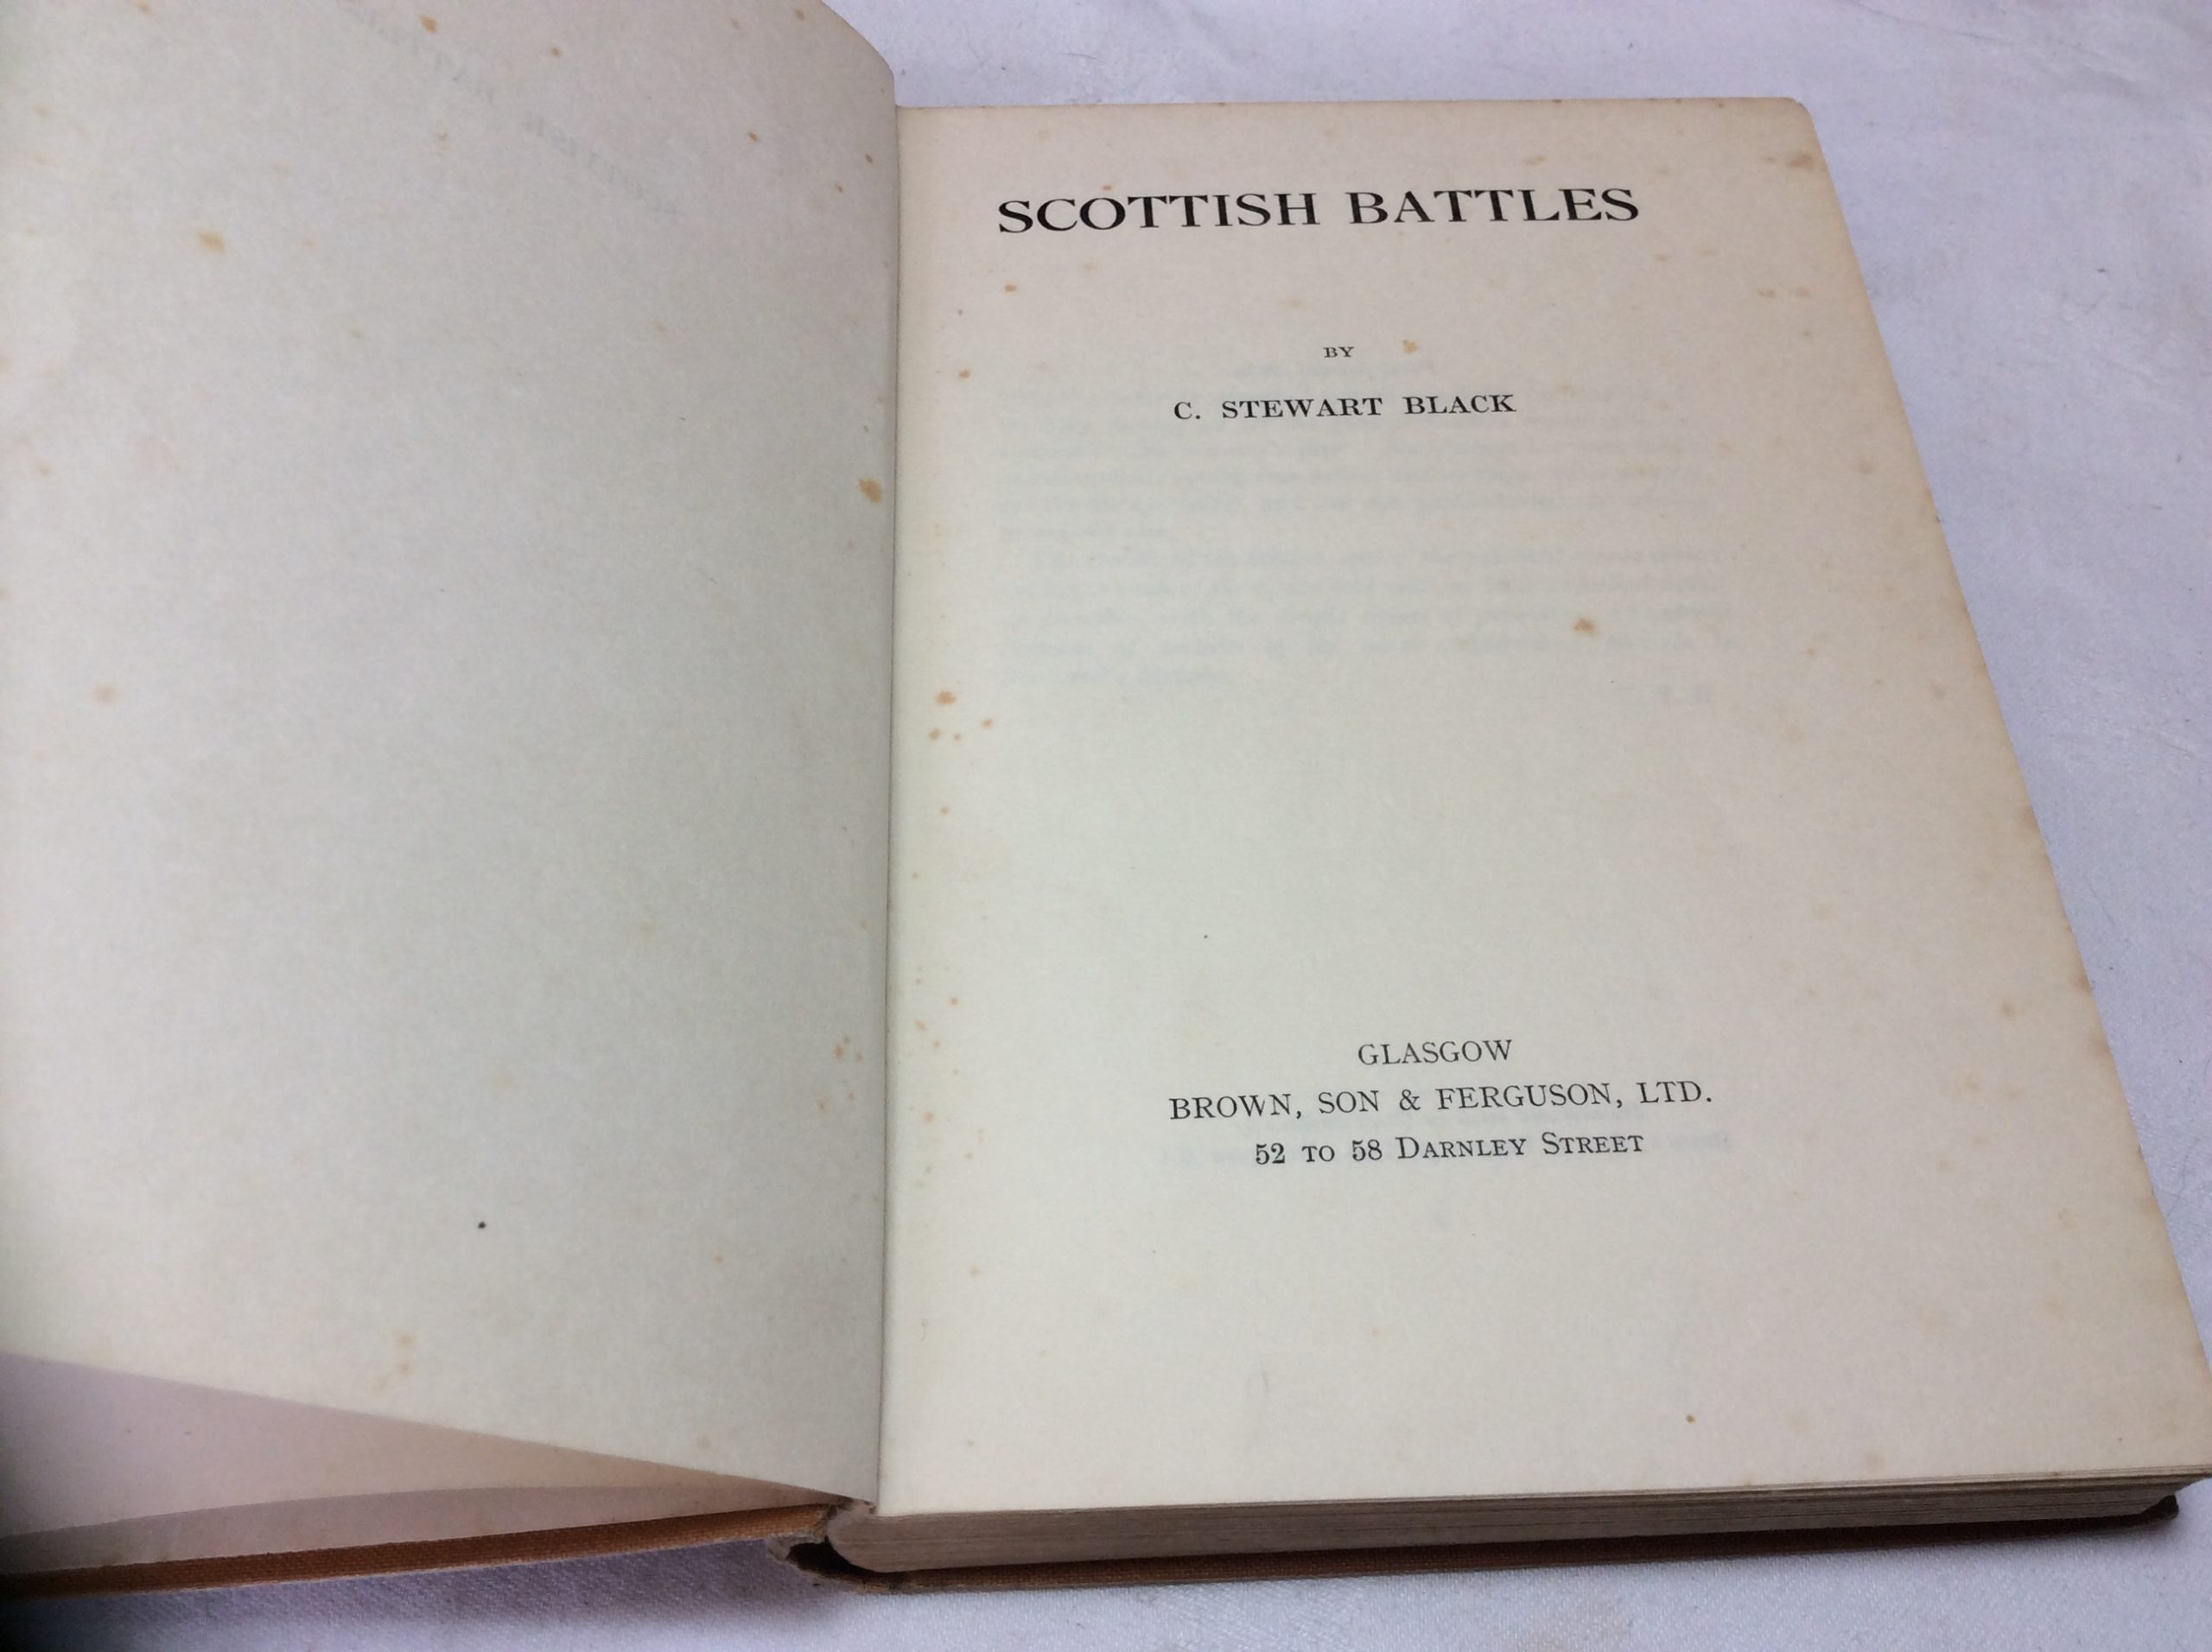 SCOTTISH BATTLES
BY
C. STEWART BLACK
GLASGOW
BROWN, SON & FERGUSON, LTD.
52 TO 58 DARNLEY STREET